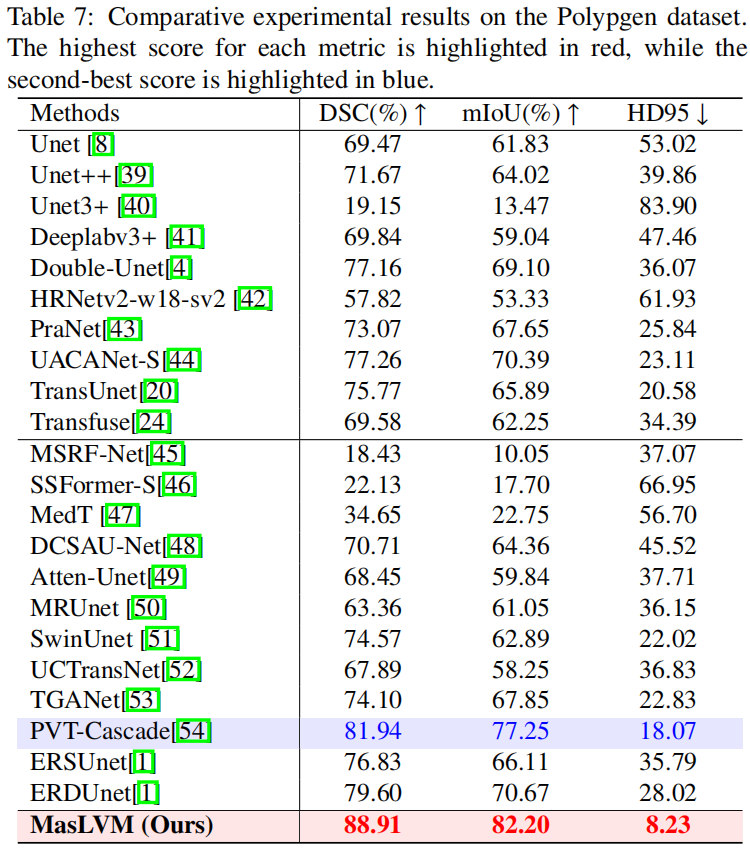 Table 7: Comparative experimental results on the Polypgen dataset.
The highest score for each metric is highlighted in red, while the
second-best score is highlighted in blue.
Methods DSC(%) ↑ mIoU(%) ↑ HD95 ↓
Unet [8] 69.47 61.83 53.02
Unet++[39] 71.67 64.02 39.86
Unet3+ [40] 19.15 13.47 83.90
Deeplabv3+ [41] 69.84 59.04 47.46
Double-Unet[4] 77.16 69.10 36.07
HRNetv2-w18-sv2 [42] 57.82 53.33 61.93
PraNet[43] 73.07 67.65 25.84
UACANet-S[44] 77.26 70.39 23.11
TransUnet[20] 75.77 65.89 20.58
Transfuse[24] 69.58 62.25 34.39
MSRF-Net[45] 18.43 10.05 37.07
SSFormer-S[46] 22.13 17.70 66.95
MedT [47] 34.65 22.75 56.70
DCSAU-Net[48] 70.71 64.36 45.52
Atten-Unet[49] 68.45 59.84 37.71
MRUnet [50] 63.36 61.05 36.15
SwinUnet [51] 74.57 62.89 22.02
UCTransNet[52] 67.89 58.25 36.83
TGANet[53] 74.10 67.85 22.83
PVT-Cascade[54] 81.94 77.25 18.07
ERSUnet[1] 76.83 66.11 35.79
ERDUnet[1] 79.60 70.67 28.02
MasLVM (Ours) 88.91 82.20 8.23